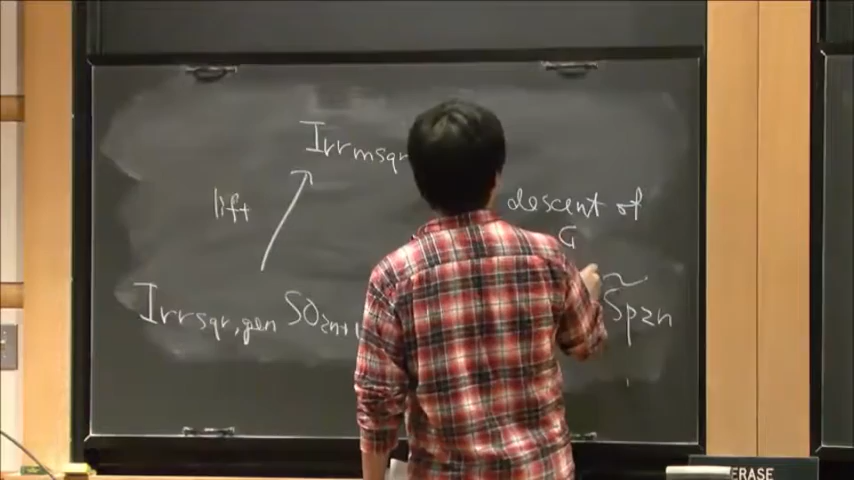 Irrmsqr
lift
descent of
G
Irrsqr,gen SO2n+1
Sp2n
ERASE